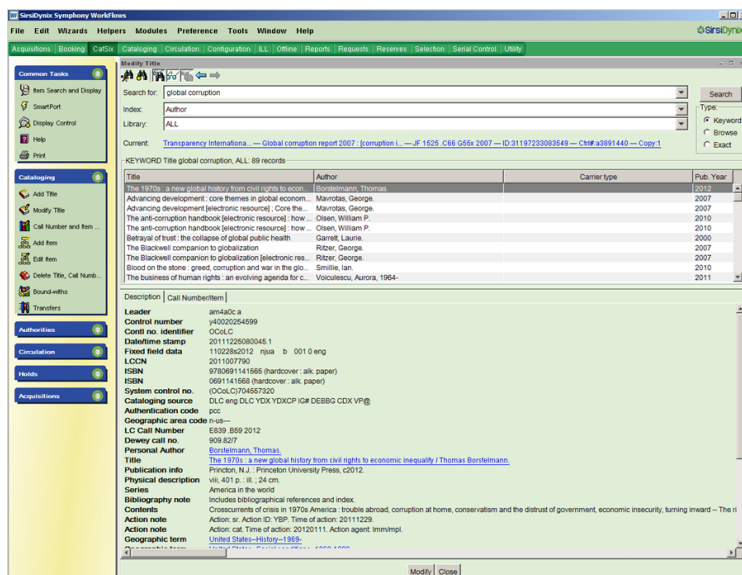 SirsiDynix Symphony WorkFlows
File Edit Wizards Helpers Modules Preference Tools Window Help
SirsiDynix
Acquisitions Booking CatSix Cataloging Circulation Configuration ILL Offline Reports Requests Reserves Selection Serial Control Utility
Common Tasks
Item Search and Display
SmartPort
Display Control
Help
Print
Cataloging
Add Title
Modify Title
Call Number and Item ...
Add Item
Edit Item
Delete Title, Call Numb...
Bound-withs
Transfers
Authorities
Circulation
Holds
Acquisitions
Modify Title
Search for: global corruption
Search
Index: Author
Library: ALL
Type:
Keyword
Browse
Exact
Current: Transparency Internationa... — Global corruption report 2007 : [corruption i... — JF 1525 .C66 G55x 2007 — ID:31197233083549 — Ctrl#:a3891440 — Copy:1
KEYWORD Title global corruption, ALL: 89 records
Title Author Carrier type Pub. Year
The 1970s : a new global history from civil rights to econ... Borstelmann, Thomas. 2012
Advancing development : core themes in global econom... Mavrotas, George. 2007
Advancing development [electronic resource] : Core the... Mavrotas, George. 2007
The anti-corruption handbook [electronic resource] : how ... Olsen, William P. 2010
The anti-corruption handbook [electronic resource] : how ... Olsen, William P. 2010
Betrayal of trust : the collapse of global public health Garrett, Laurie. 2000
The Blackwell companion to globalization Ritzer, George. 2007
The Blackwell companion to globalization [electronic res... Ritzer, George. 2007
Blood on the stone : greed, corruption and war in the glo... Smillie, Ian. 2010
The business of human rights : an evolving agenda for c... Voiculescu, Aurora, 1964- 2011
Description Call Number/Item
Leader am4a0c a
Control number y40020254599
Contl no. identifier OCoLC
Date/time stamp 20111225080045.1
Fixed field data 110228s2012 njua b 001 0 eng
LCCN 2011007790
ISBN 9780691141565 (hardcover : alk. paper)
ISBN 0691141568 (hardcover : alk. paper)
System control no. (OCoLC)704557320
Cataloging source DLC eng DLC YDX YDXCP IG# DEBBG CDX VP@
Authentication code pcc
Geographic area code n-us---
LC Call Number E839 .B59 2012
Dewey call no. 909.82/7
Personal Author Borstelmann, Thomas.
Title The 1970s : a new global history from civil rights to economic inequality / Thomas Borstelmann.
Publication info Princton, N.J. : Princeton University Press, c2012.
Physical description viii, 401 p. : ill. ; 24 cm.
Series America in the world
Bibliography note Includes bibliographical references and index.
Contents Crosscurrents of crisis in 1970s America : trouble abroad, corruption at home, conservatism and the distrust of government, economic insecurity, turning inward -- The ri
Action note Action: sr. Action ID: YBP. Time of action: 20111229.
Action note Action: cat. Time of action: 20120111. Action agent: lmm/mpl.
Geographic term United States--History--1969-
Modify Close